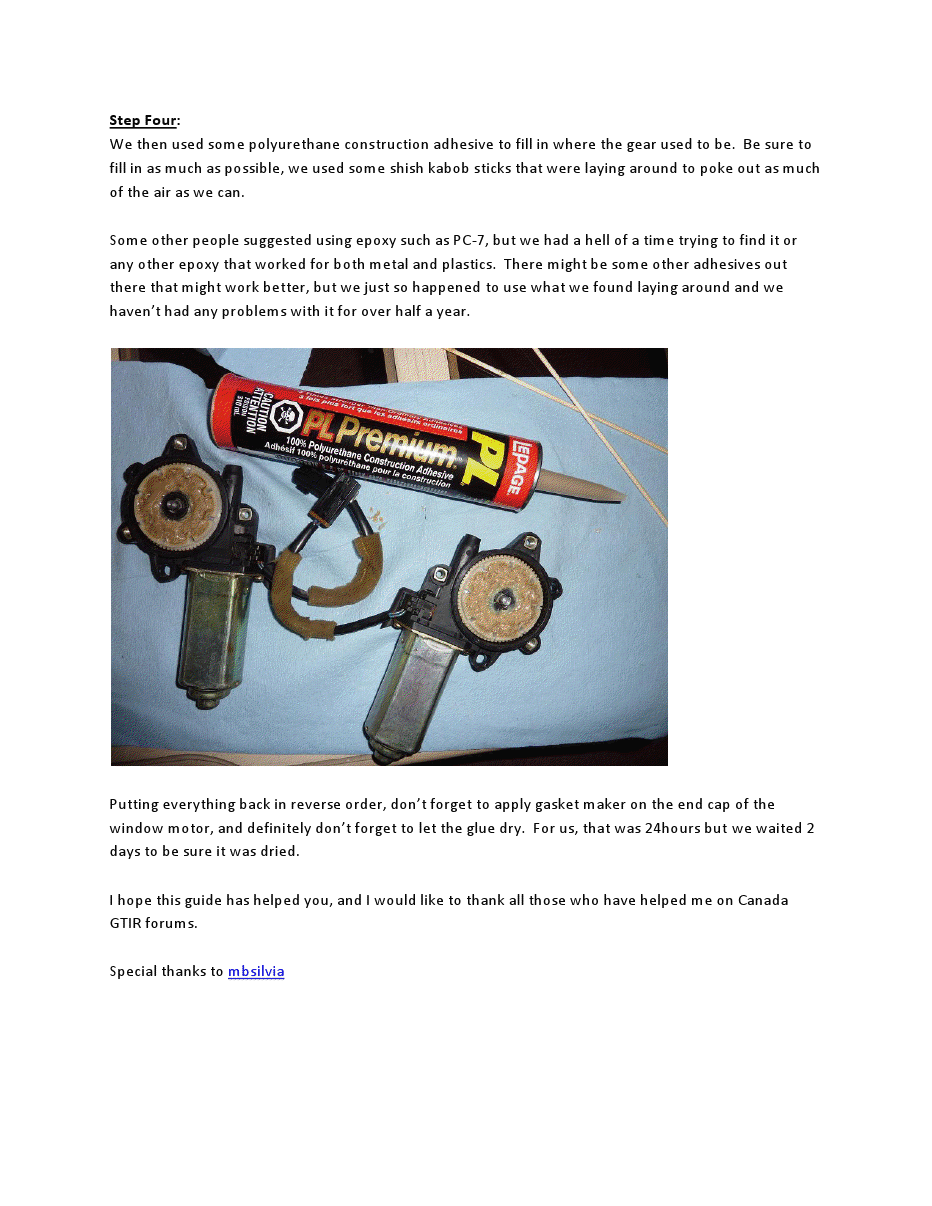 Step Four:
We then used some polyurethane construction adhesive to fill in where the gear used to be.  Be sure to
fill in as much as possible, we used some shish kabob sticks that were laying around to poke out as much
of the air as we can.
Some other people suggested using epoxy such as PC-7, but we had a hell of a time trying to find it or
any other epoxy that worked for both metal and plastics.  There might be some other adhesives out
there that might work better, but we just so happened to use what we found laying around and we
haven’t had any problems with it for over half a year.
3 fois plus fort que les adhésifs ordinaires
CAUTION
ATTENTION
POISON
310 mL
PL Premium
100% Polyurethane Construction Adhesive
Adhésif 100% polyuréthane pour la construction
PL
LEPAGE
Putting everything back in reverse order, don’t forget to apply gasket maker on the end cap of the
window motor, and definitely don’t forget to let the glue dry.  For us, that was 24hours but we waited 2
days to be sure it was dried.
I hope this guide has helped you, and I would like to thank all those who have helped me on Canada
GTIR forums.
Special thanks to mbsilvia